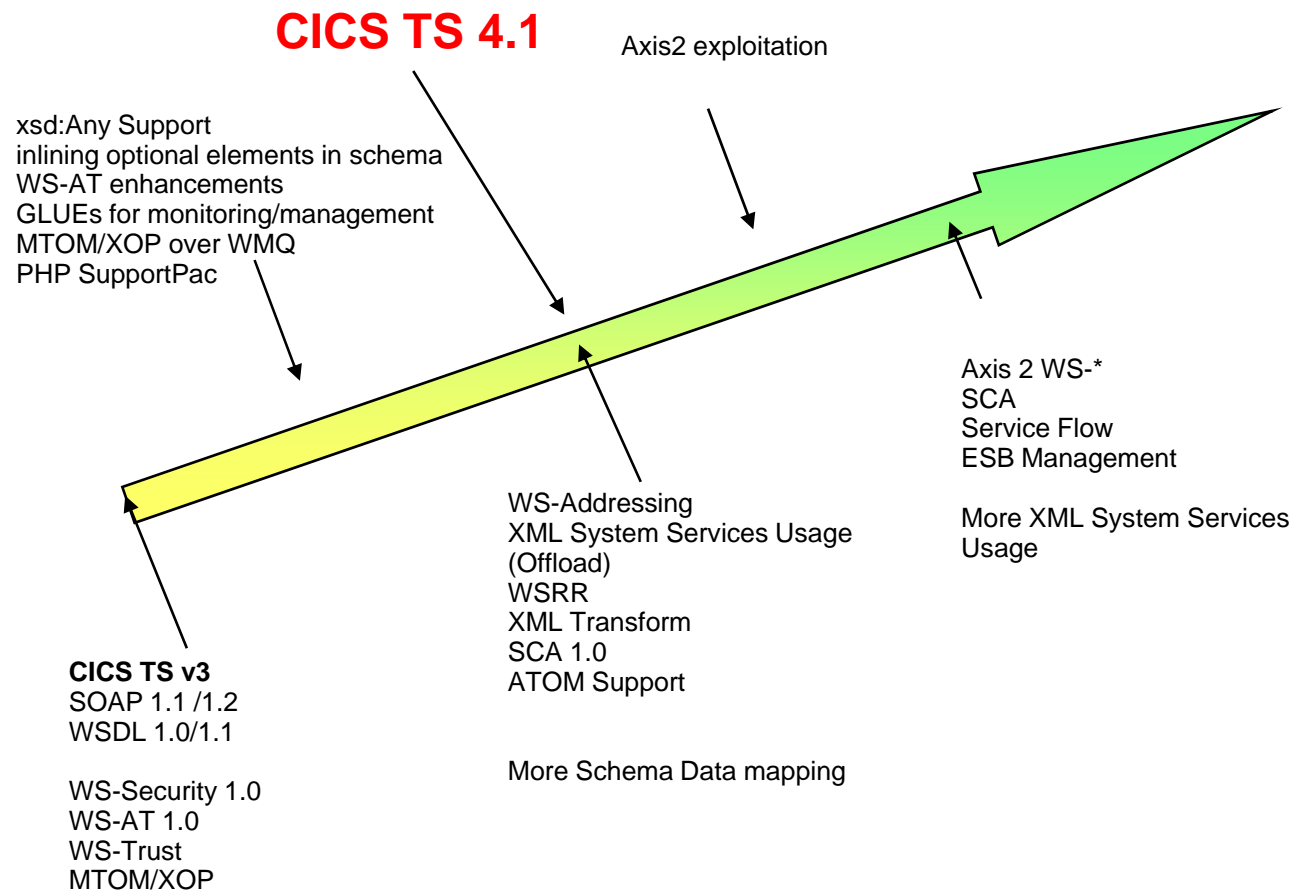 CICS TS 4.1
Axis2 exploitation
xsd:Any Support
inlining optional elements in schema
WS-AT enhancements
GLUEs for monitoring/management
MTOM/XOP over WMQ
PHP SupportPac
Axis 2 WS-*
SCA
Service Flow
ESB Management
More XML System Services
Usage
WS-Addressing
XML System Services Usage
(Offload)
WSRR
XML Transform
SCA 1.0
ATOM Support
More Schema Data mapping
CICS TS v3
SOAP 1.1 /1.2
WSDL 1.0/1.1
WS-Security 1.0
WS-AT 1.0
WS-Trust
MTOM/XOP